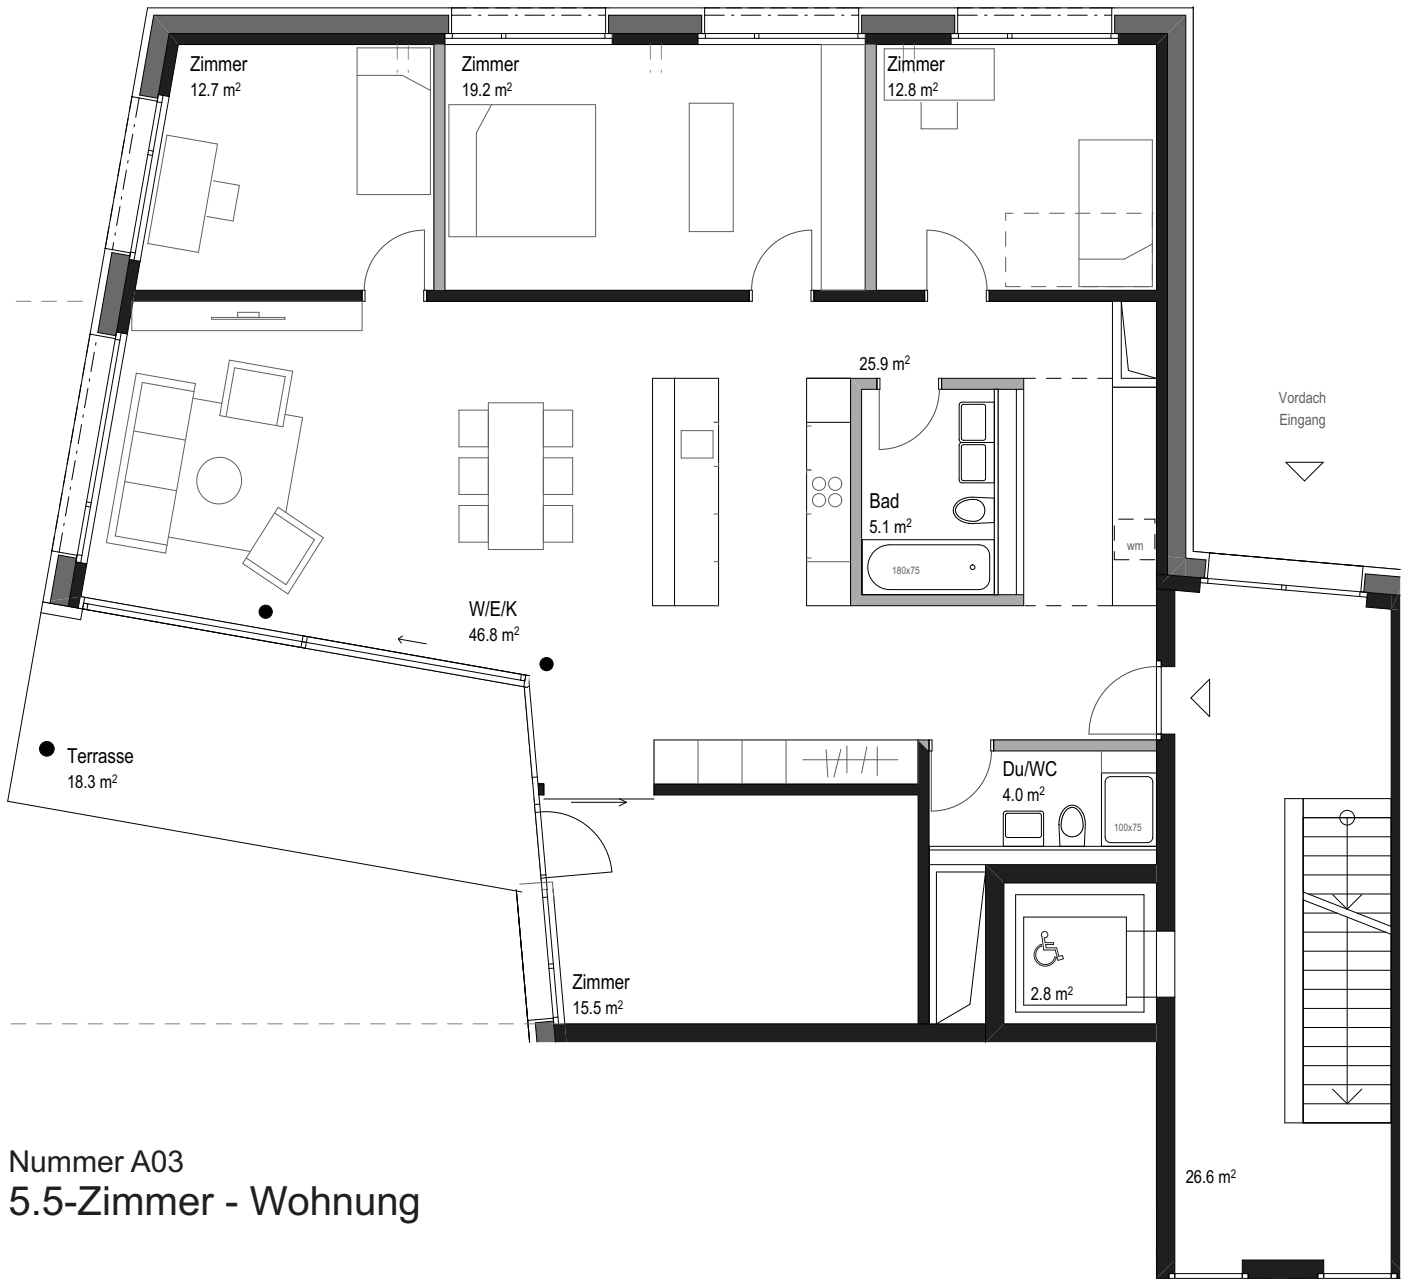 Zimmer
12.7 m²
Zimmer
19.2 m²
Zimmer
12.8 m²
25.9 m²
Vordach
Eingang
Bad
5.1 m²
wm
180x75
W/E/K
46.8 m²
Terrasse
18.3 m²
Du/WC
4.0 m²
100x75
Zimmer
15.5 m²
2.8 m²
26.6 m²
Nummer A03
5.5-Zimmer - Wohnung